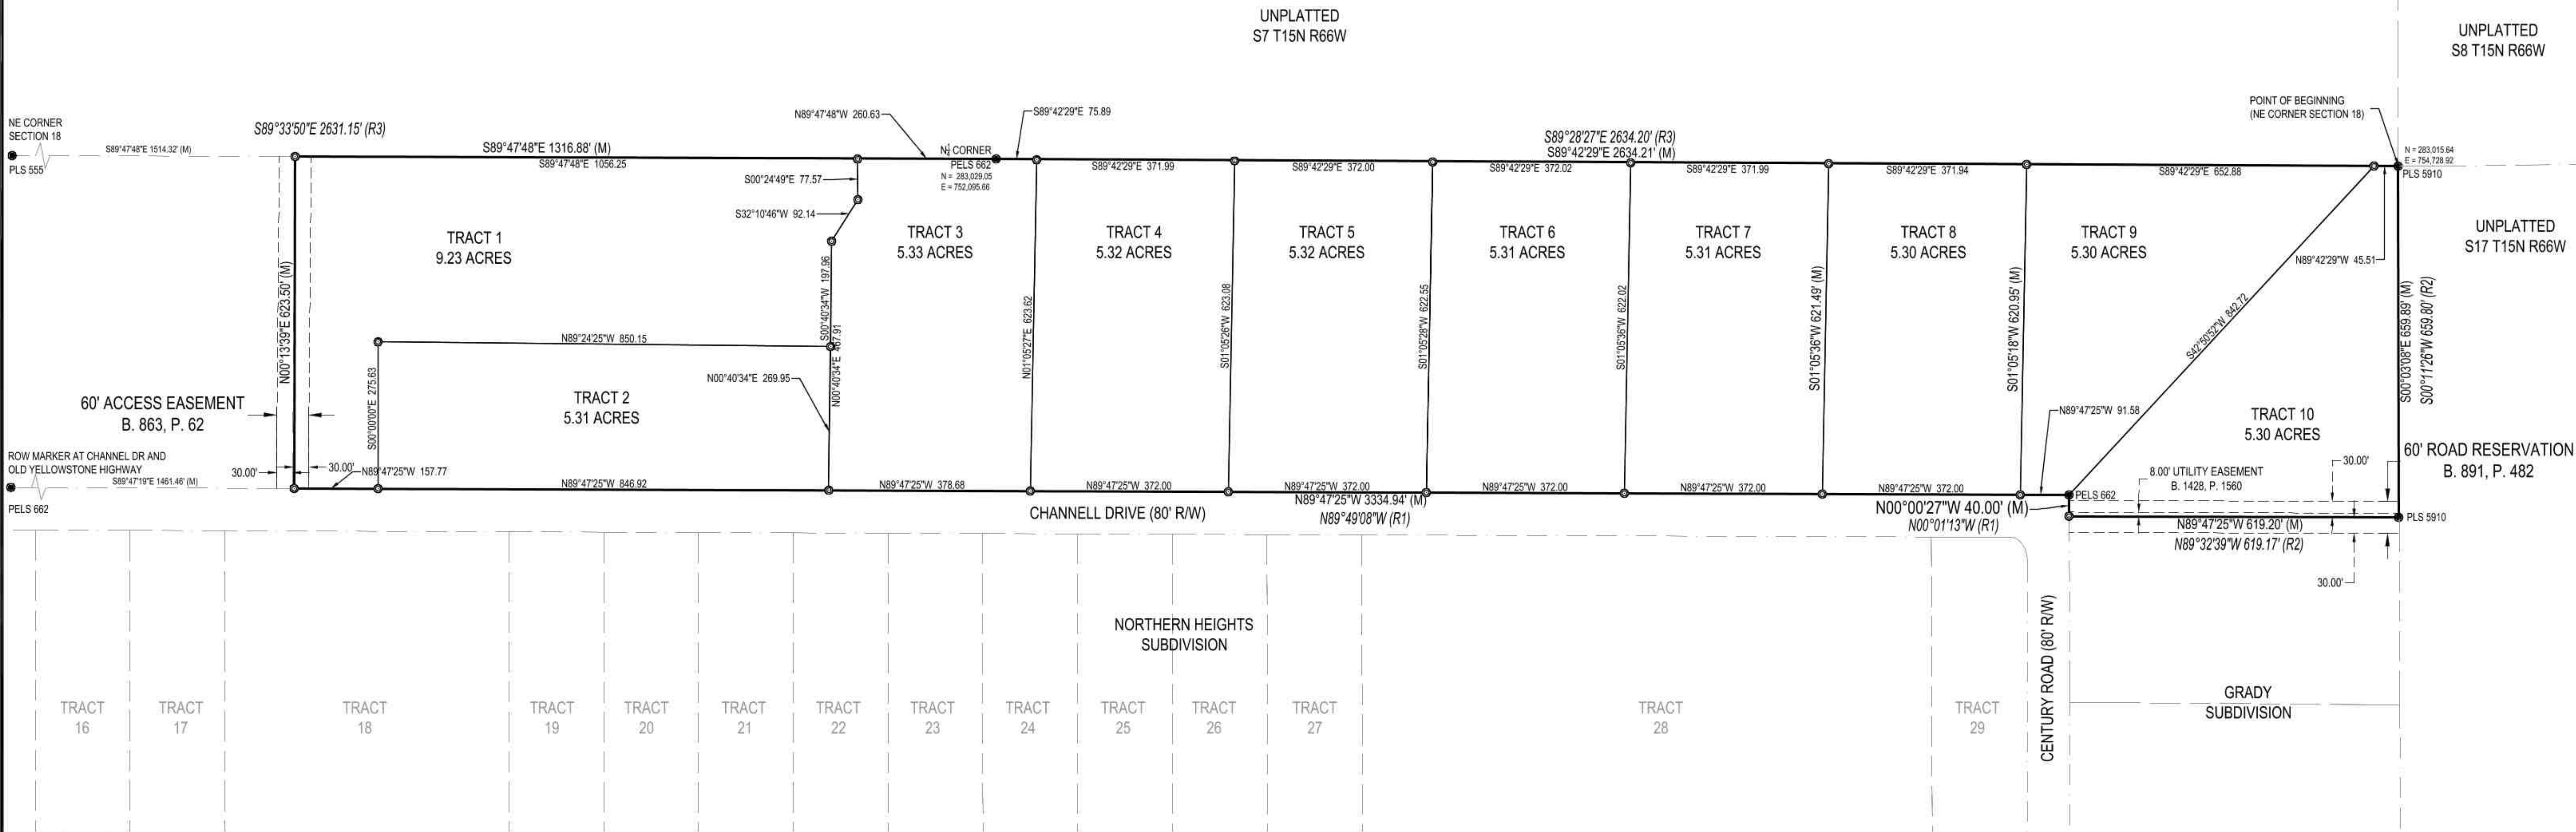 UNPLATTED
S7 T15N R66W
UNPLATTED
S8 T15N R66W
POINT OF BEGINNING
(NE CORNER SECTION 18)
NE CORNER
SECTION 18
PLS 555
S89°47'48"E 1514.32' (M)
S89°33'50"E 2631.15' (R3)
S89°47'48"E 1316.88' (M)
S89°47'48"E 1056.25
N89°47'48"W 260.63
N¼ CORNER
PELS 662
N = 283,029.05
E = 752,095.66
S89°42'29"E 75.89
S89°28'27"E 2634.20' (R3)
S89°42'29"E 2634.21' (M)
S89°42'29"E 371.99
S89°42'29"E 372.00
S89°42'29"E 372.02
S89°42'29"E 371.99
S89°42'29"E 371.94
S89°42'29"E 652.88
N = 283,015.64
E = 754,728.92
PLS 5910
S00°24'49"E 77.57
S32°10'46"W 92.14
TRACT 1
9.23 ACRES
TRACT 3
5.33 ACRES
TRACT 4
5.32 ACRES
TRACT 5
5.32 ACRES
TRACT 6
5.31 ACRES
TRACT 7
5.31 ACRES
TRACT 8
5.30 ACRES
TRACT 9
5.30 ACRES
UNPLATTED
S17 T15N R66W
N89°42'29"W 45.51
N00°13'39"E 623.50' (M)
S00°40'34"W 197.96
N00°40'34"E 467.91
N01°05'27"E 623.62
S01°05'26"W 623.08
S01°05'28"W 622.55
S01°05'36"W 622.02
S01°05'36"W 621.49' (M)
S01°05'18"W 620.95' (M)
S42°50'52"W 842.72
S00°03'08"E 659.89' (M)
S00°11'26"W 659.80' (R2)
N89°24'25"W 850.15
S00°00'00"E 275.63
N00°40'34"E 269.95
TRACT 2
5.31 ACRES
60' ACCESS EASEMENT
B. 863, P. 62
N89°47'25"W 91.58
TRACT 10
5.30 ACRES
60' ROAD RESERVATION
B. 891, P. 482
ROW MARKER AT CHANNEL DR AND
OLD YELLOWSTONE HIGHWAY
S89°47'19"E 1461.46' (M)
PELS 662
30.00'
30.00'
N89°47'25"W 157.77
N89°47'25"W 846.92
N89°47'25"W 378.68
N89°47'25"W 372.00
N89°47'25"W 372.00
N89°47'25"W 372.00
N89°47'25"W 372.00
N89°47'25"W 3334.94' (M)
N89°49'08"W (R1)
CHANNELL DRIVE (80' R/W)
N89°47'25"W 372.00
PELS 662
N00°00'27"W 40.00' (M)
N00°01'13"W (R1)
8.00' UTILITY EASEMENT
B. 1428, P. 1560
30.00'
N89°47'25"W 619.20' (M)
N89°32'39"W 619.17' (R2)
PLS 5910
30.00'
NORTHERN HEIGHTS
SUBDIVISION
CENTURY ROAD (80' R/W)
GRADY
SUBDIVISION
TRACT
16
TRACT
17
TRACT
18
TRACT
19
TRACT
20
TRACT
21
TRACT
22
TRACT
23
TRACT
24
TRACT
25
TRACT
26
TRACT
27
TRACT
28
TRACT
29